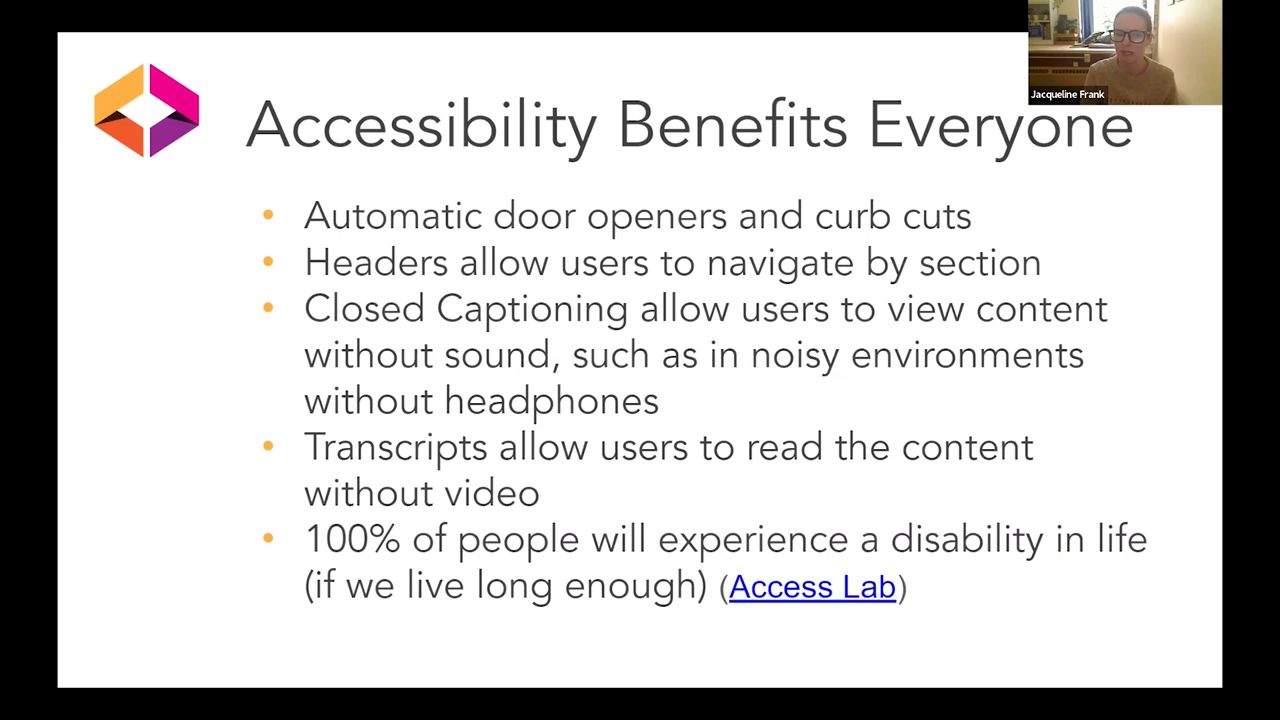 Jacqueline Frank
Accessibility Benefits Everyone
• Automatic door openers and curb cuts
• Headers allow users to navigate by section
• Closed Captioning allow users to view content
without sound, such as in noisy environments
without headphones
• Transcripts allow users to read the content
without video
• 100% of people will experience a disability in life
(if we live long enough) (Access Lab)